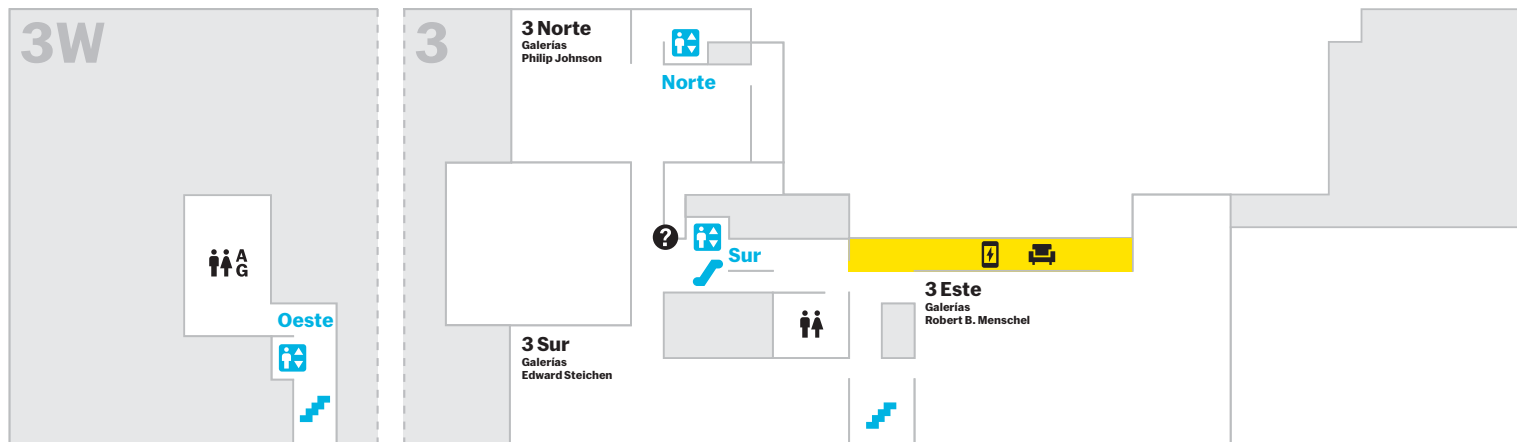 3W
3
3 Norte
Galerías
Philip Johnson
Norte
?
Sur
A
G
Oeste
3 Este
Galerías
Robert B. Menschel
3 Sur
Galerías
Edward Steichen